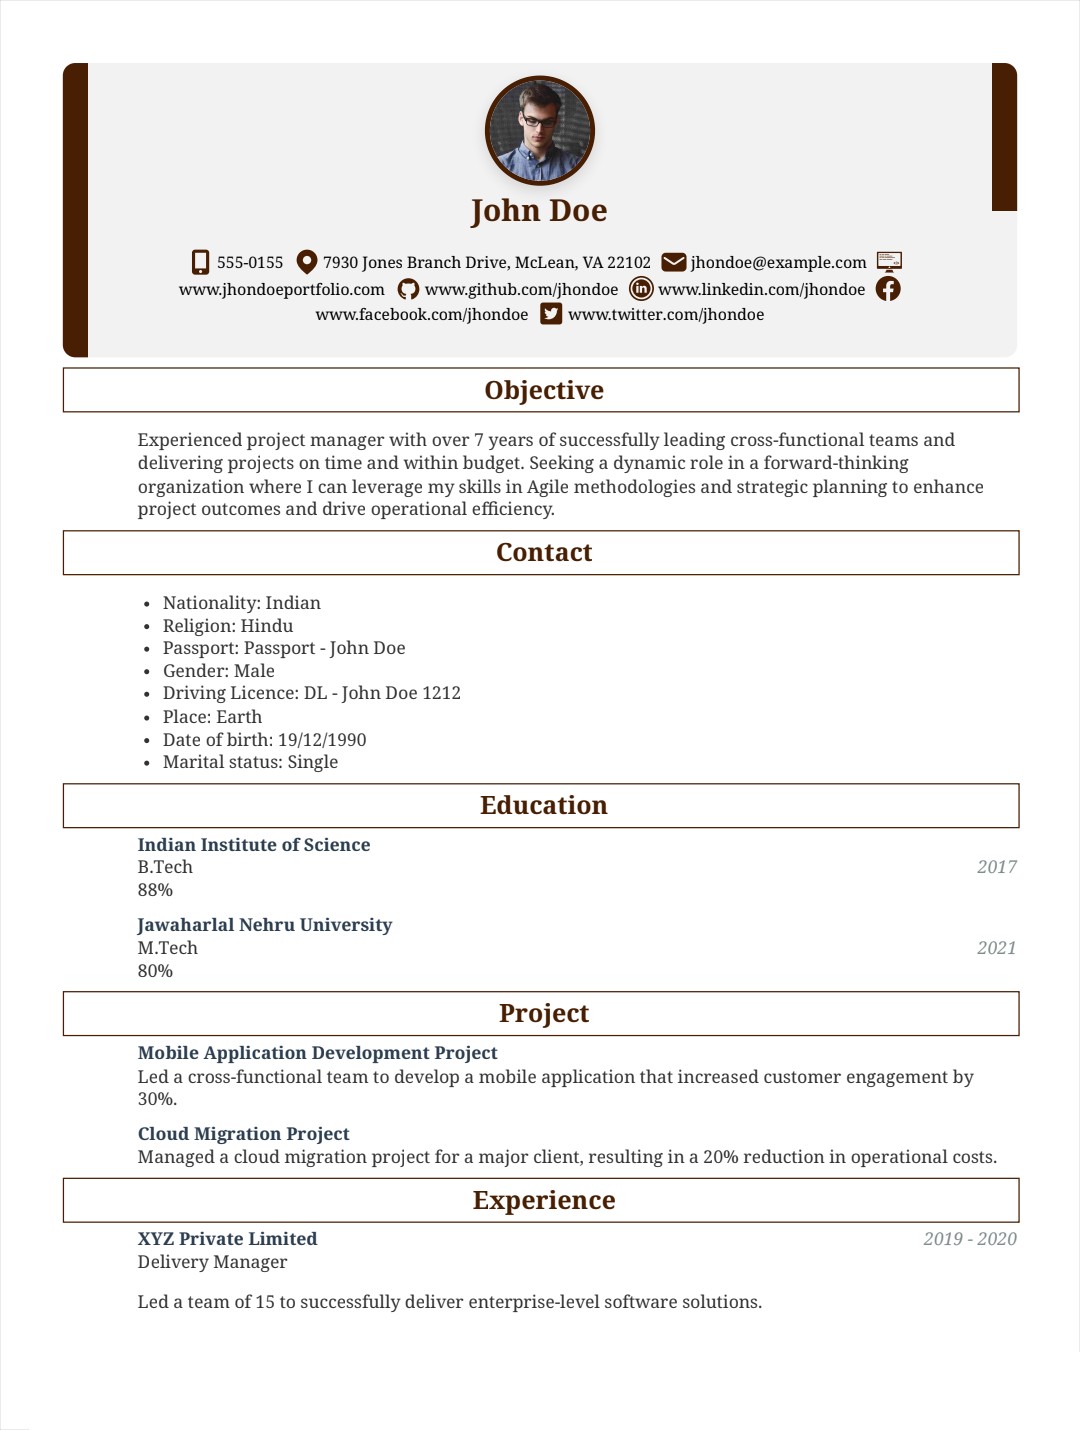 John Doe
555-0155 7930 Jones Branch Drive, McLean, VA 22102 jhondoe@example.com
www.jhondoeportfolio.com www.github.com/jhondoe www.linkedin.com/jhondoe
www.facebook.com/jhondoe www.twitter.com/jhondoe
Objective
Experienced project manager with over 7 years of successfully leading cross-functional teams and
delivering projects on time and within budget. Seeking a dynamic role in a forward-thinking
organization where I can leverage my skills in Agile methodologies and strategic planning to enhance
project outcomes and drive operational efficiency.
Contact
• Nationality: Indian
• Religion: Hindu
• Passport: Passport - John Doe
• Gender: Male
• Driving Licence: DL - John Doe 1212
• Place: Earth
• Date of birth: 19/12/1990
• Marital status: Single
Education
Indian Institute of Science
B.Tech 2017
88%
Jawaharlal Nehru University
M.Tech 2021
80%
Project
Mobile Application Development Project
Led a cross-functional team to develop a mobile application that increased customer engagement by
30%.
Cloud Migration Project
Managed a cloud migration project for a major client, resulting in a 20% reduction in operational costs.
Experience
XYZ Private Limited 2019 - 2020
Delivery Manager
Led a team of 15 to successfully deliver enterprise-level software solutions.